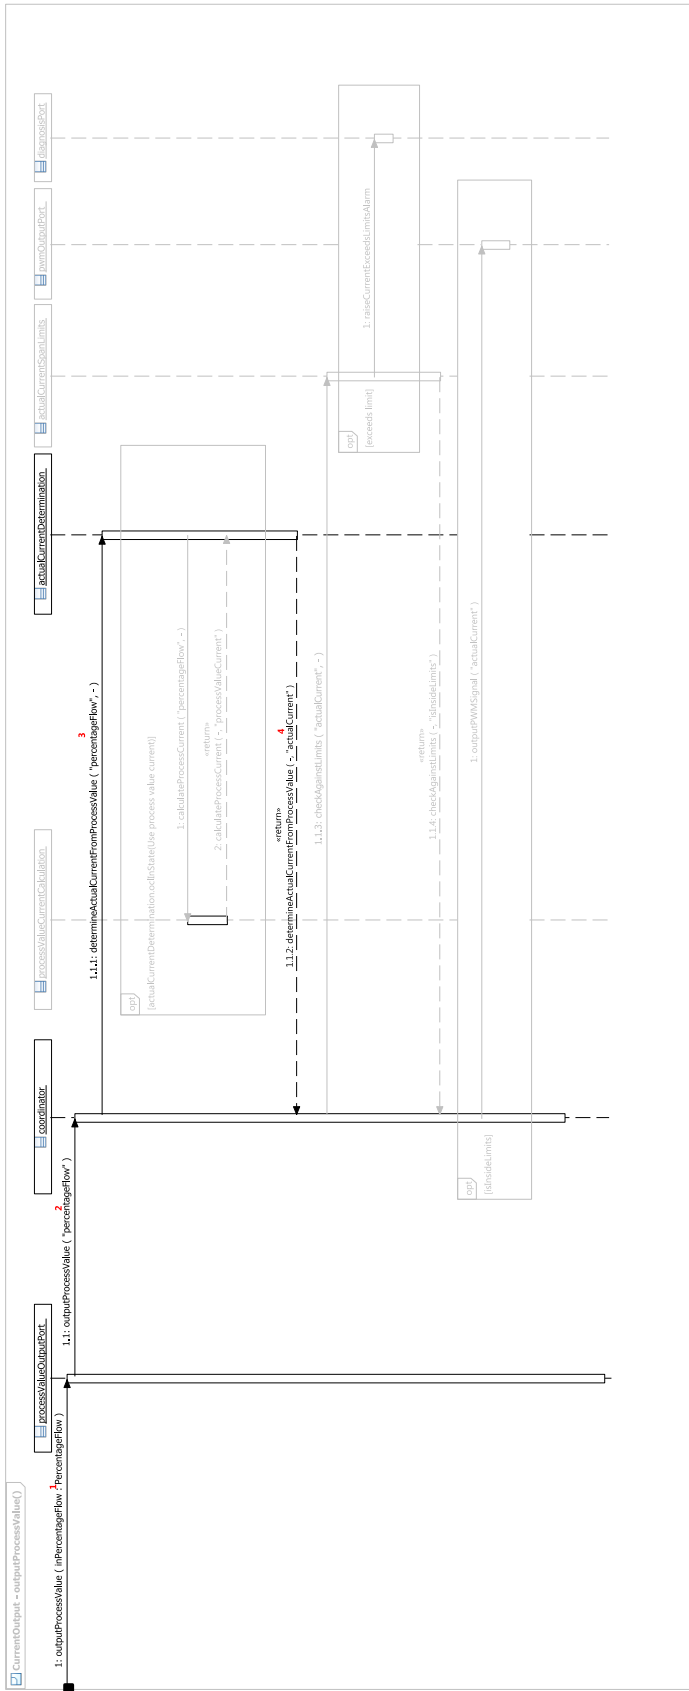 CurrentOutput - outputProcessValue()
processValueOutputPort
coordinator
processValueCurrentCalculation
actualCurrentDetermination
actualCurrentSpanLimits
pwmOutputPort
diagnosisPort
1: outputProcessValue ( inPercentageFlow : PercentageFlow )
1
1.1: outputProcessValue ( "percentageFlow" )
2
1.1.1: determineActualCurrentFromProcessValue ( "percentageFlow", - )
3
opt
[actualCurrentDetermination.oclInState(Use process value current)]
1: calculateProcessCurrent ( "percentageFlow", - )
«return»
2: calculateProcessCurrent ( -, "processValueCurrent" )
«return»
1.1.2: determineActualCurrentFromProcessValue ( -, "actualCurrent" )
4
1.1.3: checkAgainstLimits ( "actualCurrent", - )
opt
[exceeds limit]
1: raiseCurrentExceedsLimitsAlarm
«return»
1.1.4: checkAgainstLimits ( -, "isInsideLimits" )
opt
[isInsideLimits]
1: outputPWMSignal ( "actualCurrent" )